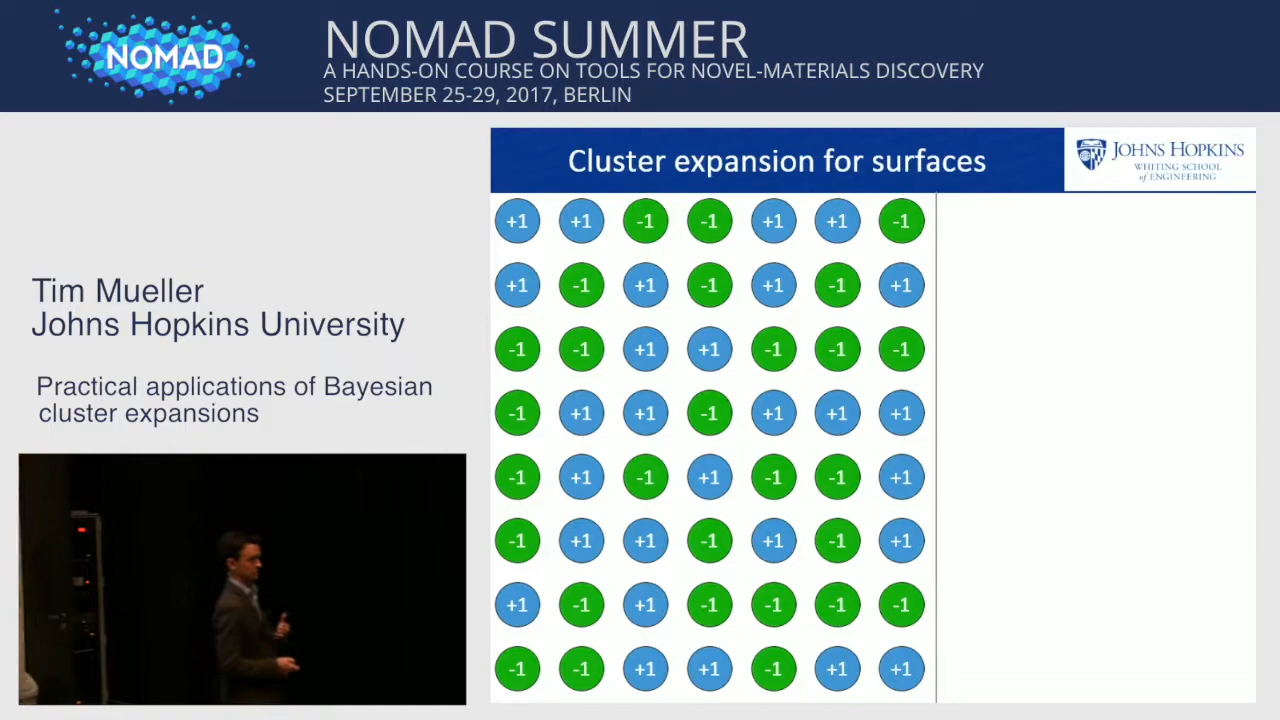 NOMAD
NOMAD SUMMER
A HANDS-ON COURSE ON TOOLS FOR NOVEL-MATERIALS DISCOVERY
SEPTEMBER 25-29, 2017, BERLIN
Tim Mueller
Johns Hopkins University
Practical applications of Bayesian
cluster expansions
Cluster expansion for surfaces
JOHNS HOPKINS
WHITING SCHOOL
of ENGINEERING
+1 +1 -1 -1 +1 +1 -1
+1 -1 +1 -1 +1 -1 +1
-1 -1 +1 +1 -1 -1 -1
-1 +1 +1 -1 +1 +1 +1
-1 +1 -1 +1 -1 -1 +1
-1 +1 +1 -1 +1 -1 +1
+1 -1 +1 -1 -1 -1 -1
-1 -1 +1 +1 -1 +1 +1